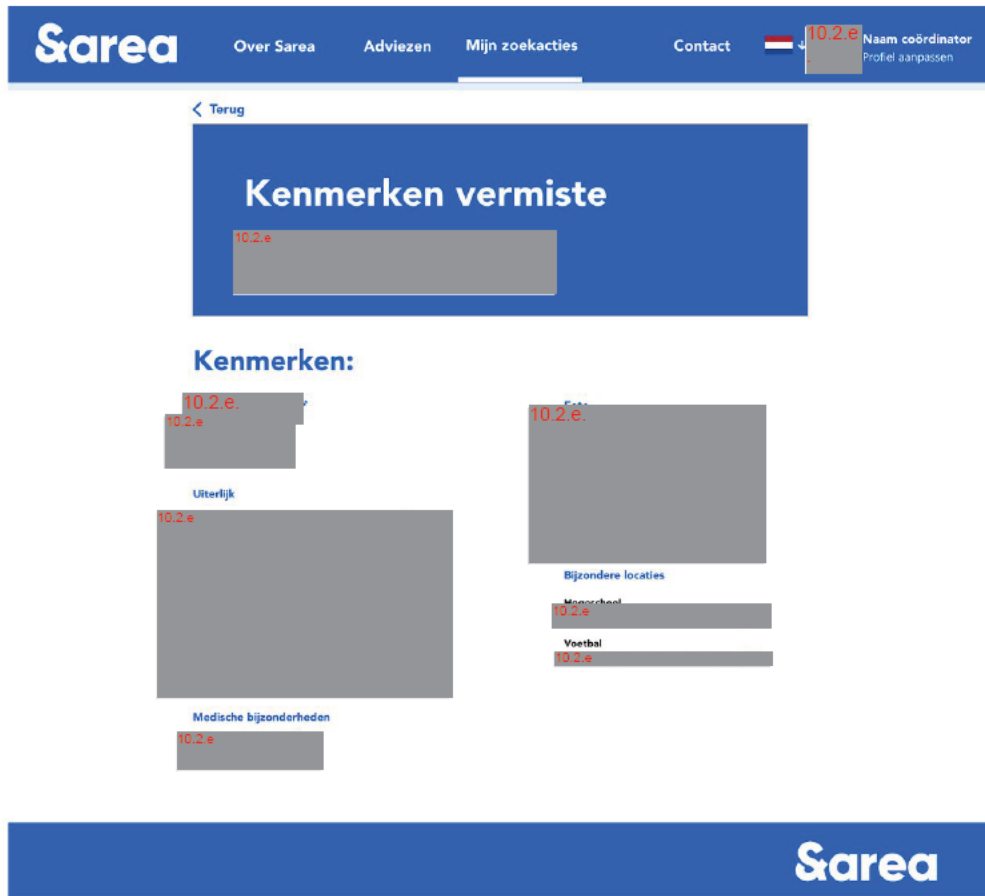 Sarea
Over Sarea
Adviezen
Mijn zoekacties
Contact
10.2.e
Naam coördinator
Profiel aanpassen
Terug
Kenmerken vermiste
10.2.e
Kenmerken:
10.2.e.
10.2.e
10.2.e.
Uiterlijk
10.2.e
Bijzondere locaties
10.2.e
Voetbal
10.2.e
Medische bijzonderheden
10.2.e
Sarea